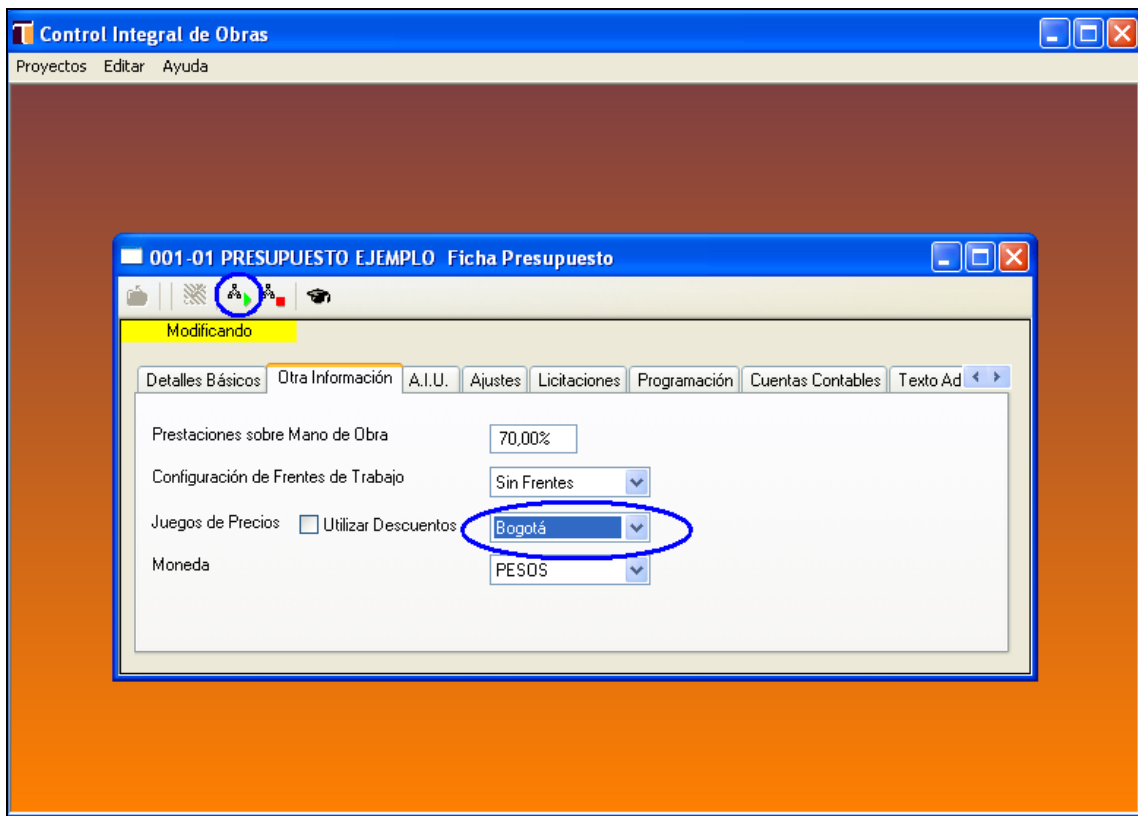 Control Integral de Obras
Proyectos Editar Ayuda
001-01 PRESUPUESTO EJEMPLO Ficha Presupuesto
Modificando
Detalles Básicos Otra Información A.I.U. Ajustes Licitaciones Programación Cuentas Contables Texto Ad
Prestaciones sobre Mano de Obra 70,00%
Configuración de Frentes de Trabajo Sin Frentes
Juegos de Precios Utilizar Descuentos Bogotá
Moneda PESOS